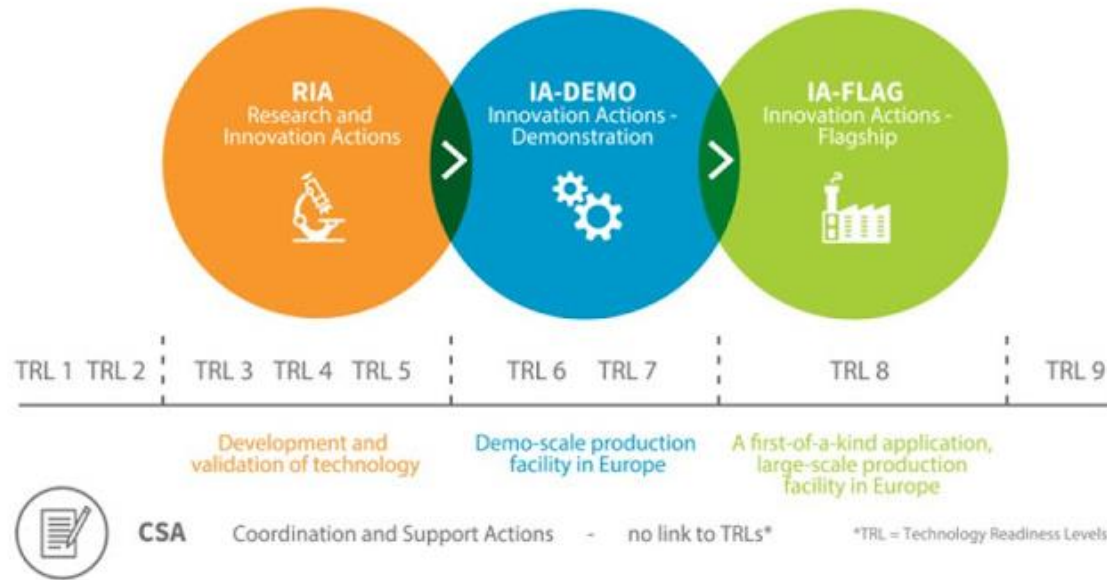 RIA
Research and
Innovation Actions
IA-DEMO
Innovation Actions -
Demonstration
IA-FLAG
Innovation Actions -
Flagship
TRL 1 TRL 2 TRL 3 TRL 4 TRL 5 TRL 6 TRL 7 TRL 8 TRL 9
Development and
validation of technology
Demo-scale production
facility in Europe
A first-of-a-kind application,
large-scale production
facility in Europe
CSA Coordination and Support Actions - no link to TRLs* *TRL = Technology Readiness Levels